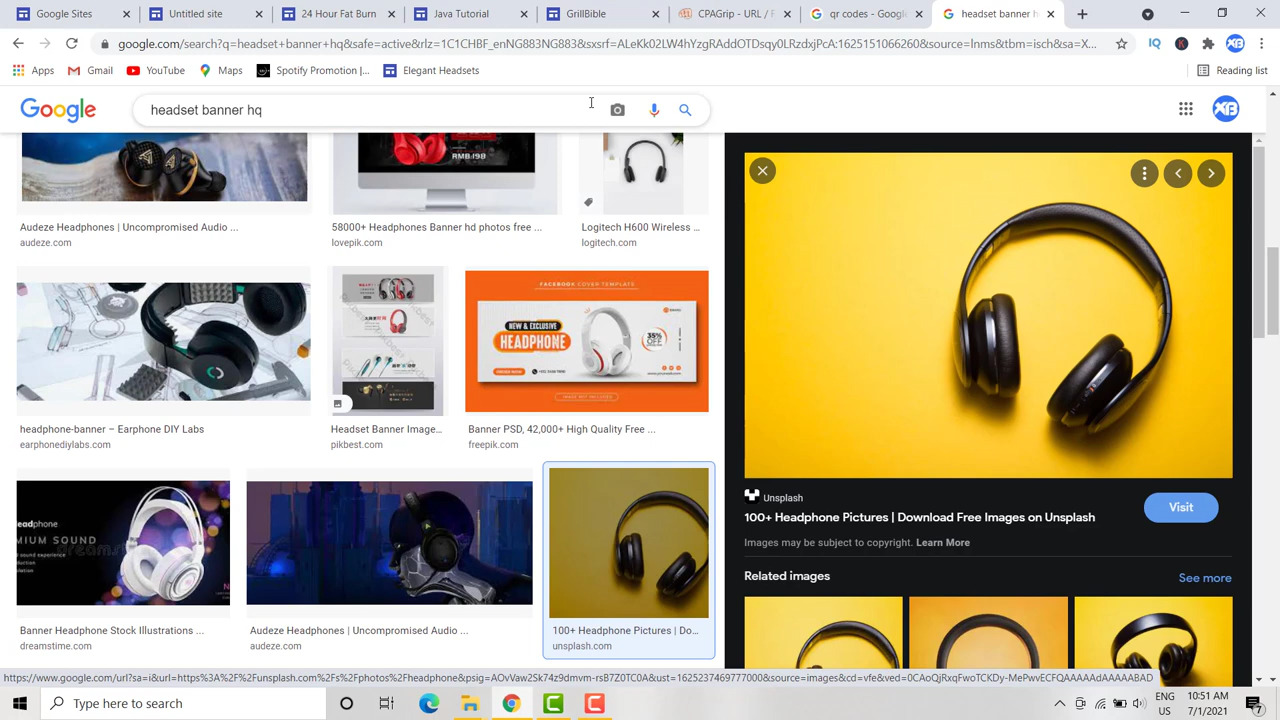 Untitled site
Untitled site
24 Hour Fat Burn
Java tutorial
GrillBible
CPAGrip - URL / F
qr codes - Google
headset banner h
google.com/search?q=headset+banner+hq&safe=active&rlz=1C1CHBF_enNG883NG883&sxsrf=ALeKk02LW4hYzgRAddOTDsqy0LRzdxjPcA:1625151066260&source=lnms&tbm=isch&sa=X...
Apps
Gmail
YouTube
Maps
Spotify Promotion |...
Elegant Headsets
Reading list
Google
headset banner hq
RMB:198
Audeze Headphones | Uncompromised Audio ...
audeze.com
58000+ Headphones Banner hd photos free ...
lovepik.com
Logitech H600 Wireless ...
logitech.com
FACEBOOK COVER TEMPLATE
NEW & EXCLUSIVE
HEADPHONE
35%
headphone-banner – Earphone DIY Labs
earphonediylabs.com
Headset Banner Image...
pikbest.com
Banner PSD, 42,000+ High Quality Free ...
freepik.com
eadphone
MIUM SOUND
Banner Headphone Stock Illustrations ...
dreamstime.com
Audeze Headphones | Uncompromised Audio ...
audeze.com
100+ Headphone Pictures | Do...
unsplash.com
Unsplash
100+ Headphone Pictures | Download Free Images on Unsplash
Visit
Images may be subject to copyright. Learn More
Related images
See more
https://www.google.com/url?sa=i&url=https%3A%2F%2Funsplash.com%2Fs%2Fphotos%2Fheadphone&psig=AOvVaw2Sk74z9dmvm-rsB7Z0TC0A&ust=1625237469777000&source=images&cd=vfe&ved=0CAoQjRxqFwoTCKDy-MePwvECFQAAAAAdAAAAABAD
Type here to search
ENG
US
10:51 AM
7/1/2021
7